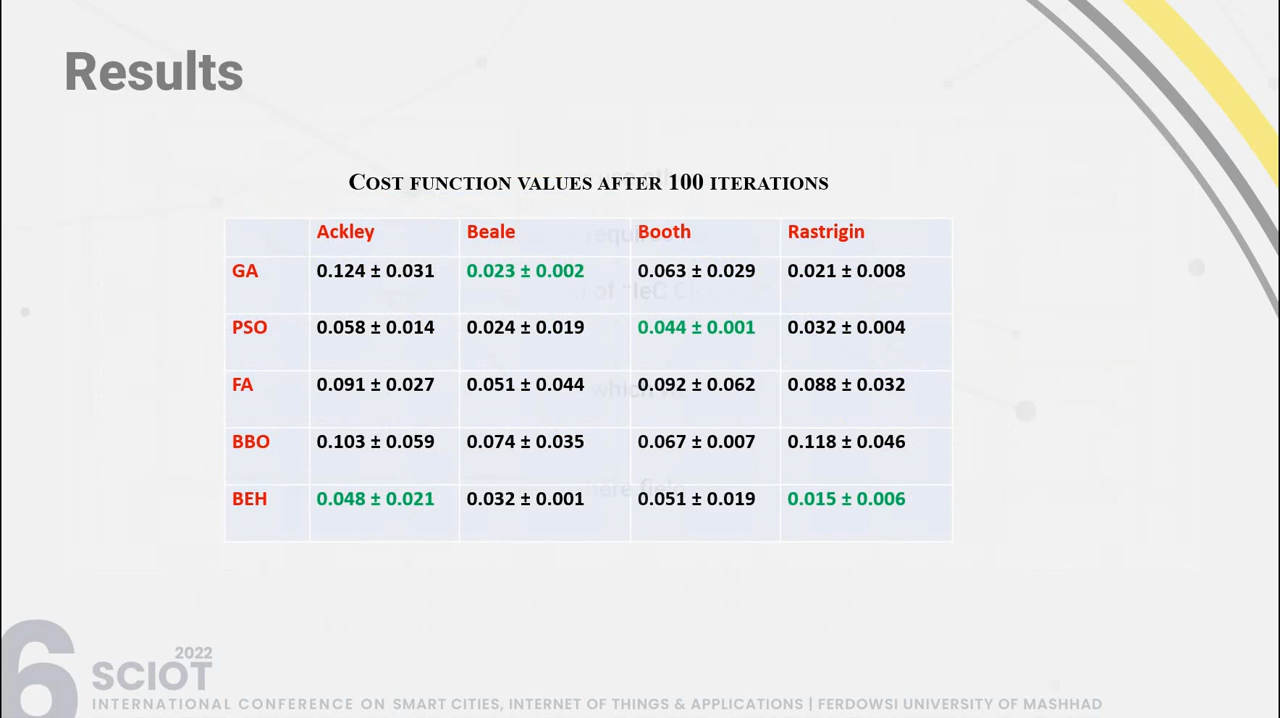 Results
COST FUNCTION VALUES AFTER 100 ITERATIONS
Ackley Beale Booth Rastrigin
GA 0.124 ± 0.031 0.023 ± 0.002 0.063 ± 0.029 0.021 ± 0.008
PSO 0.058 ± 0.014 0.024 ± 0.019 0.044 ± 0.001 0.032 ± 0.004
FA 0.091 ± 0.027 0.051 ± 0.044 0.092 ± 0.062 0.088 ± 0.032
BBO 0.103 ± 0.059 0.074 ± 0.035 0.067 ± 0.007 0.118 ± 0.046
BEH 0.048 ± 0.021 0.032 ± 0.001 0.051 ± 0.019 0.015 ± 0.006
6
2022
SCIOT
INTERNATIONAL CONFERENCE ON SMART CITIES, INTERNET OF THINGS & APPLICATIONS | FERDOWSI UNIVERSITY OF MASHHAD